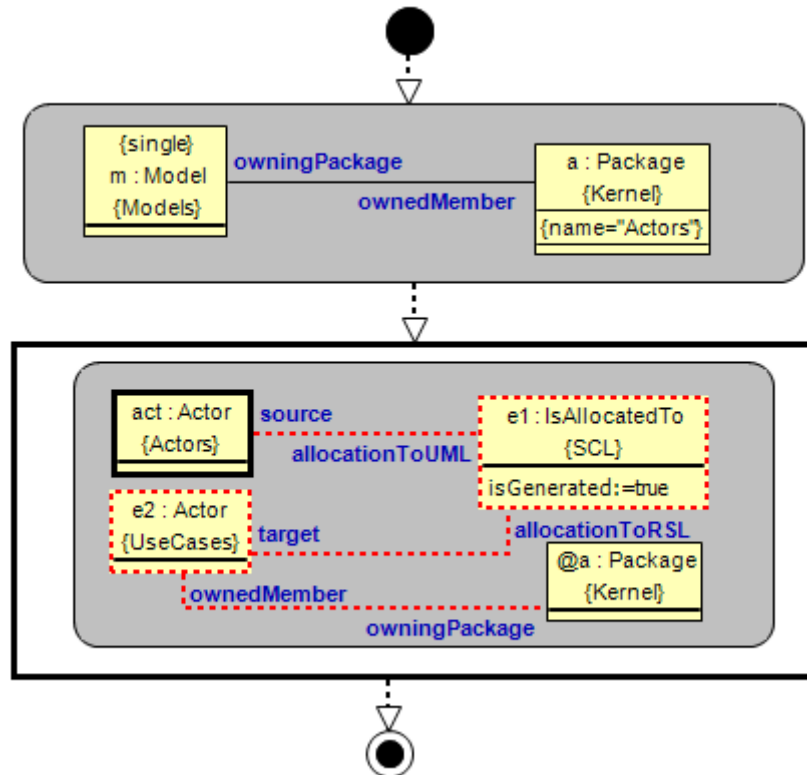 {single}
m : Model
{Models}
owningPackage
ownedMember
a : Package
{Kernel}
{name="Actors"}
act : Actor
{Actors}
source
allocationToUML
e1 : IsAllocatedTo
{SCL}
isGenerated:=true
e2 : Actor
{UseCases}
target
allocationToRSL
@a : Package
{Kernel}
ownedMember
owningPackage